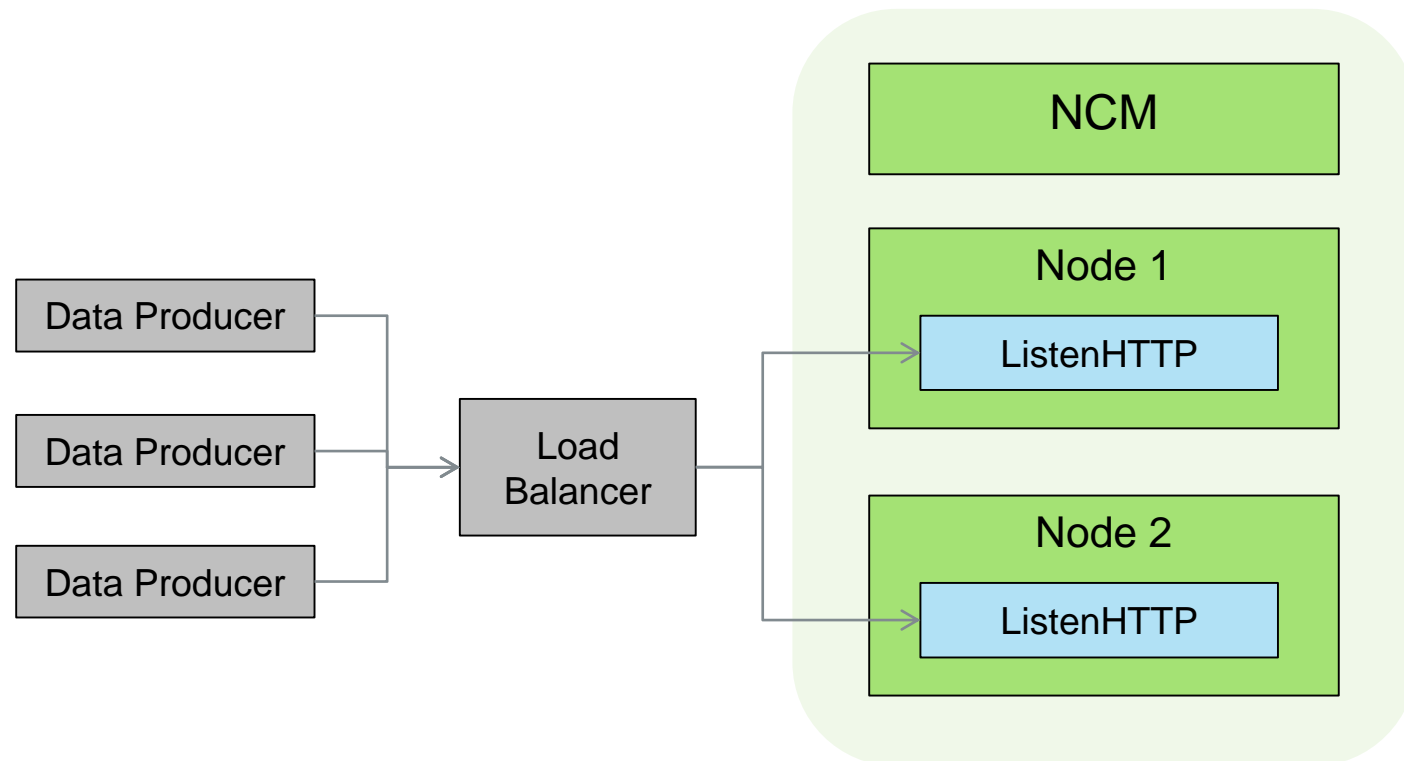 NCM
Node 1
ListenHTTP
Data Producer
Data Producer
Data Producer
Load
Balancer
Node 2
ListenHTTP